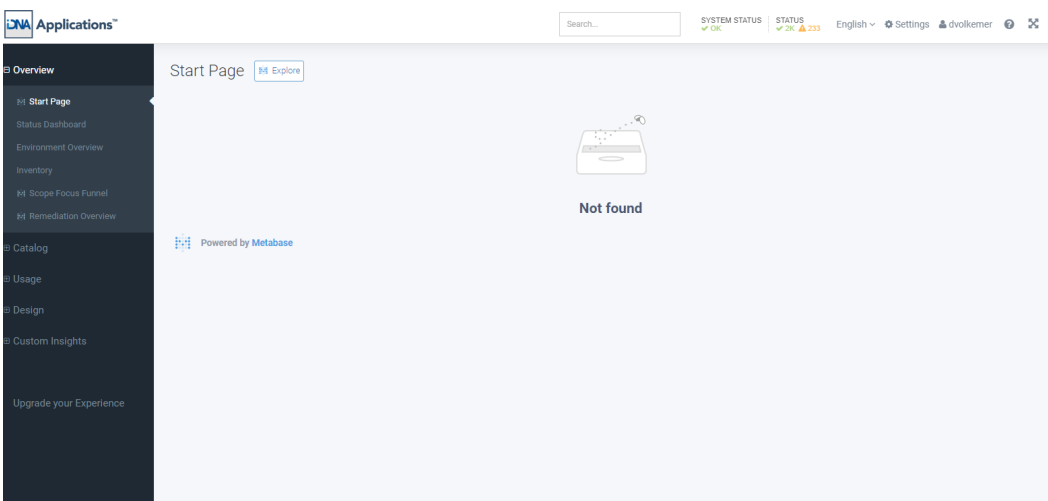 iDNA Applications™
Search...
SYSTEM STATUS
OK
STATUS
2K 233
English
Settings
dvolkemer
Overview
Start Page
Status Dashboard
Environment Overview
Inventory
Scope Focus Funnel
Remediation Overview
Catalog
Usage
Design
Custom Insights
Upgrade your Experience
Start Page
Explore
Not found
Powered by Metabase